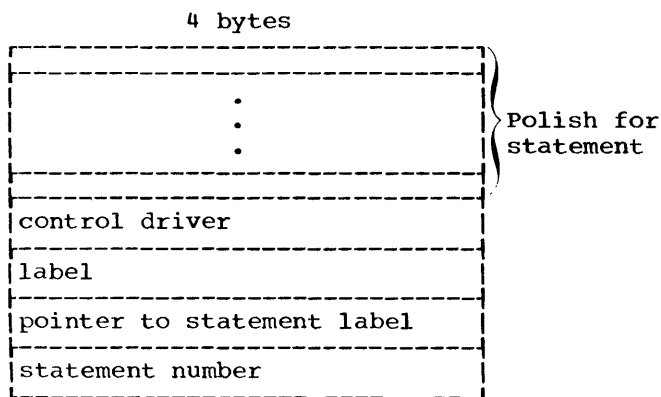 4 bytes
Polish for
statement
control driver
label
pointer to statement label
statement number